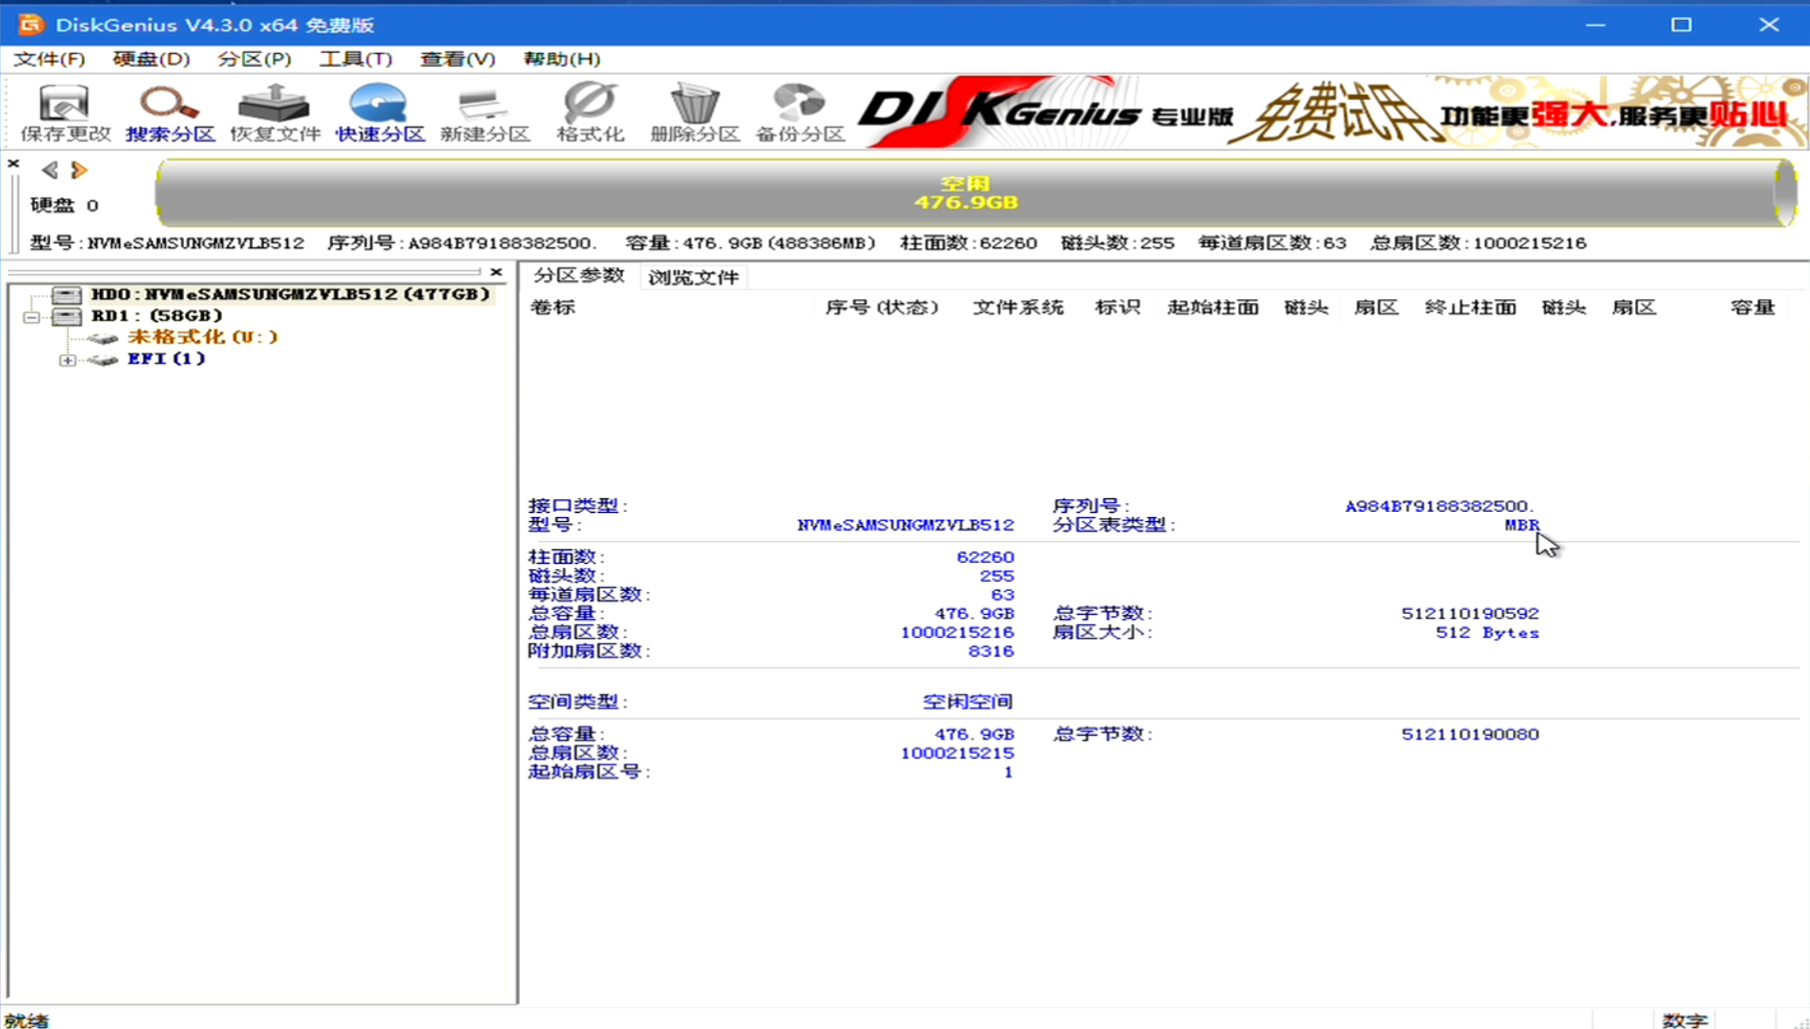 DiskGenius V4.3.0 x64 免费版
文件(F) 硬盘(D) 分区(P) 工具(T) 查看(V) 帮助(H)
保存更改 搜索分区 恢复文件 快速分区 新建分区 格式化 删除分区 备份分区
DISKGenius 专业版 免费试用 功能更强大,服务更贴心
空闲
476.9GB
硬盘 0
型号:NVMeSAMSUNGMZVLB512 序列号:A984B79188382500. 容量:476.9GB(488386MB) 柱面数:62260 磁头数:255 每道扇区数:63 总扇区数:1000215216
HD0:NVMeSAMSUNGMZVLB512(477GB)
RD1:(58GB)
未格式化(U:)
EFI(1)
分区参数 浏览文件
卷标 序号(状态) 文件系统 标识 起始柱面 磁头 扇区 终止柱面 磁头 扇区 容量
接口类型: 序列号: A984B79188382500.
型号: NVMeSAMSUNGMZVLB512 分区表类型: MBR
柱面数: 62260
磁头数: 255
每道扇区数: 63
总容量: 476.9GB 总字节数: 512110190592
总扇区数: 1000215216 扇区大小: 512 Bytes
附加扇区数: 8316
空间类型: 空闲空间
总容量: 476.9GB 总字节数: 512110190080
总扇区数: 1000215215
起始扇区号: 1
就绪 数字